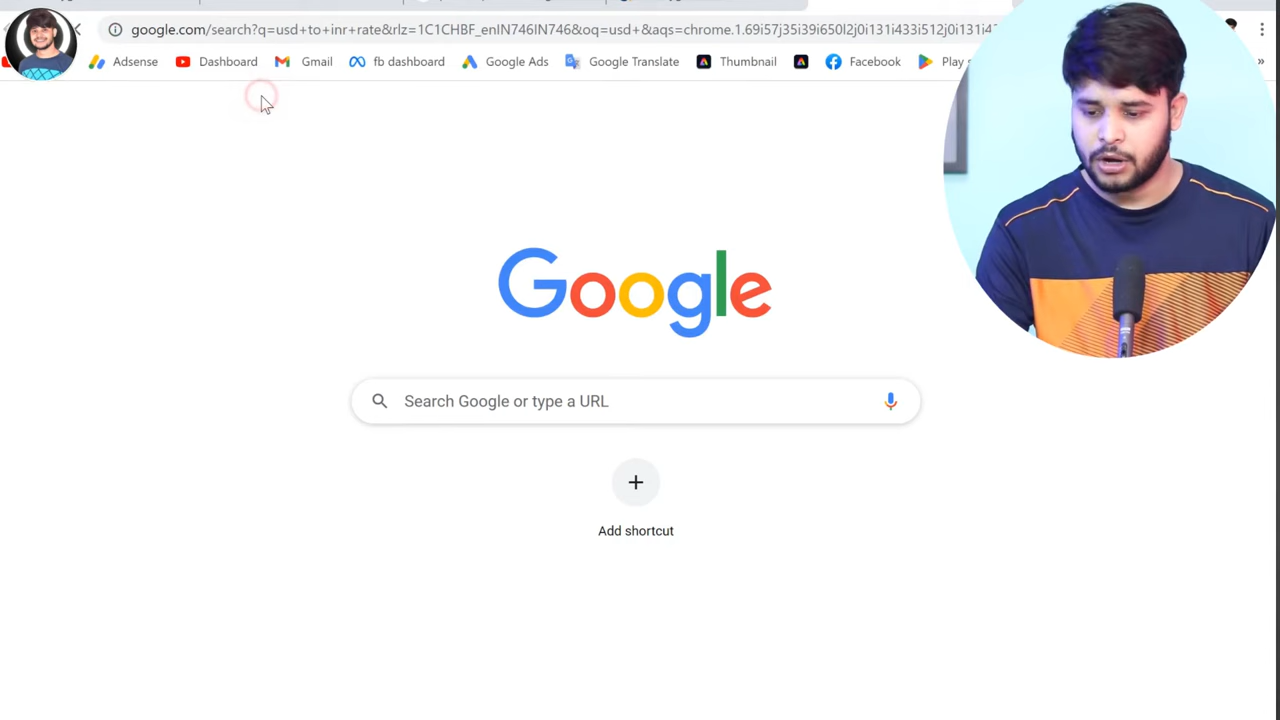 google.com/search?q=usd+to+inr+rate&rlz=1C1CHBF_enIN746IN746&oq=usd+&aqs=chrome.1.69i57j35i39i650l2j0i131i433i512j0i131i43
Adsense Dashboard Gmail fb dashboard Google Ads Google Translate Thumbnail Facebook Play »
Google
Search Google or type a URL
Add shortcut